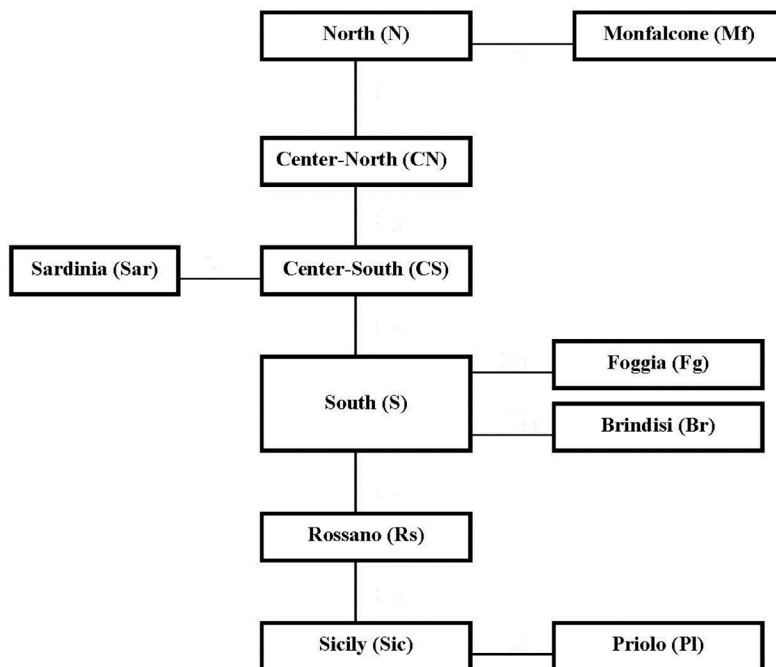 North (N)
Monfalcone (Mf)
Center-North (CN)
Sardinia (Sar)
Center-South (CS)
Foggia (Fg)
South (S)
Brindisi (Br)
Rossano (Rs)
Sicily (Sic)
Priolo (Pl)